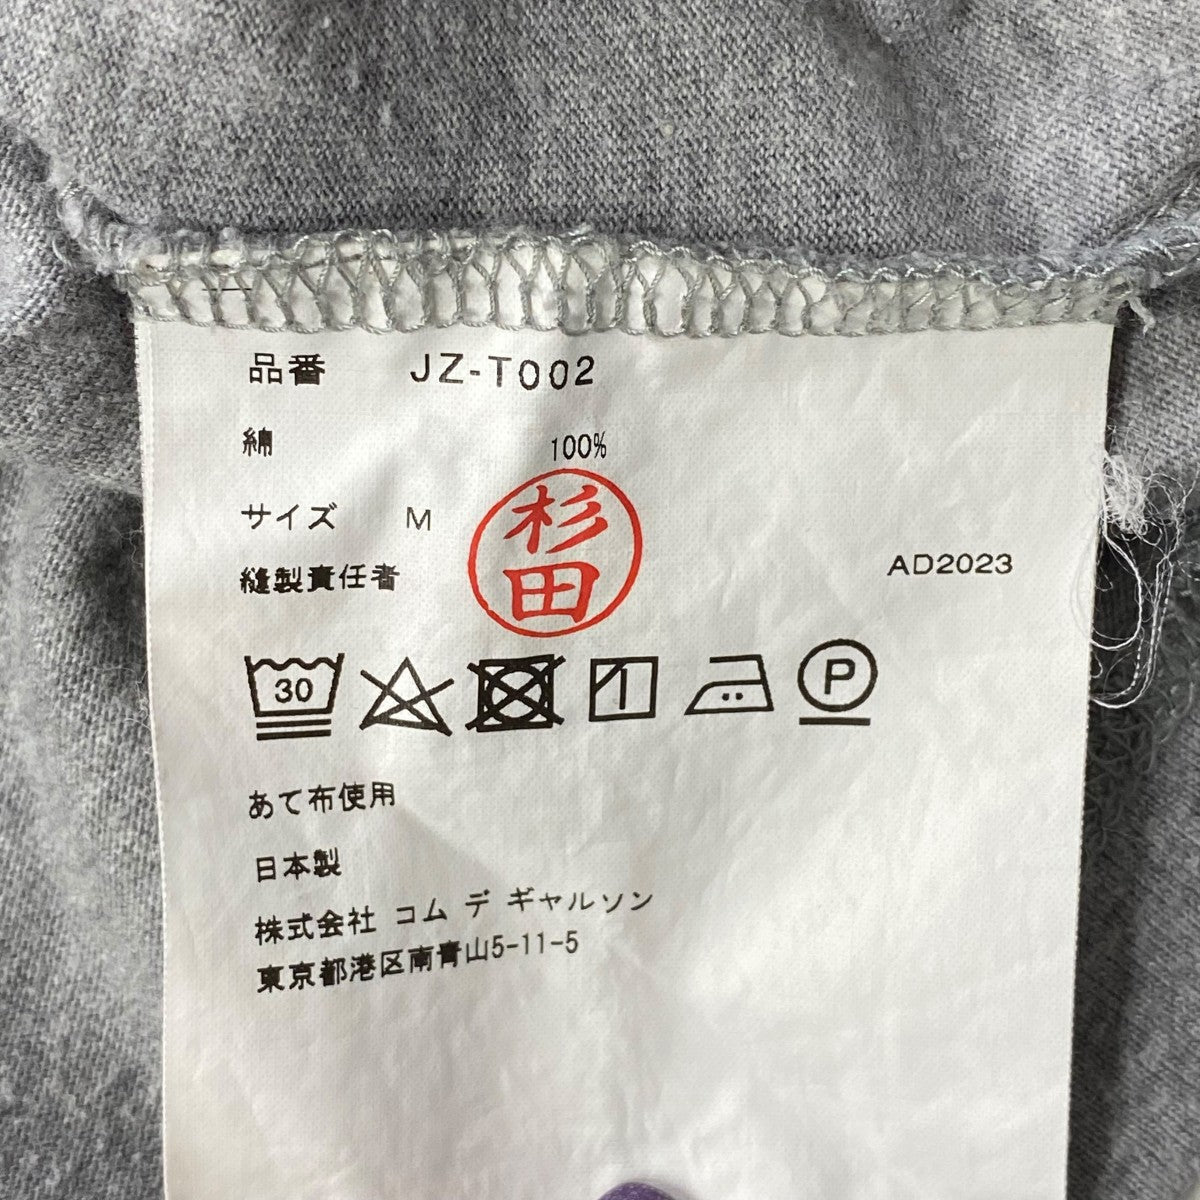 品番 JZ-T002
綿 100%
サイズ M
杉田
縫製責任者
AD2023
30 P
あて布使用
日本製
株式会社 コム デ ギャルソン
東京都港区南青山5-11-5